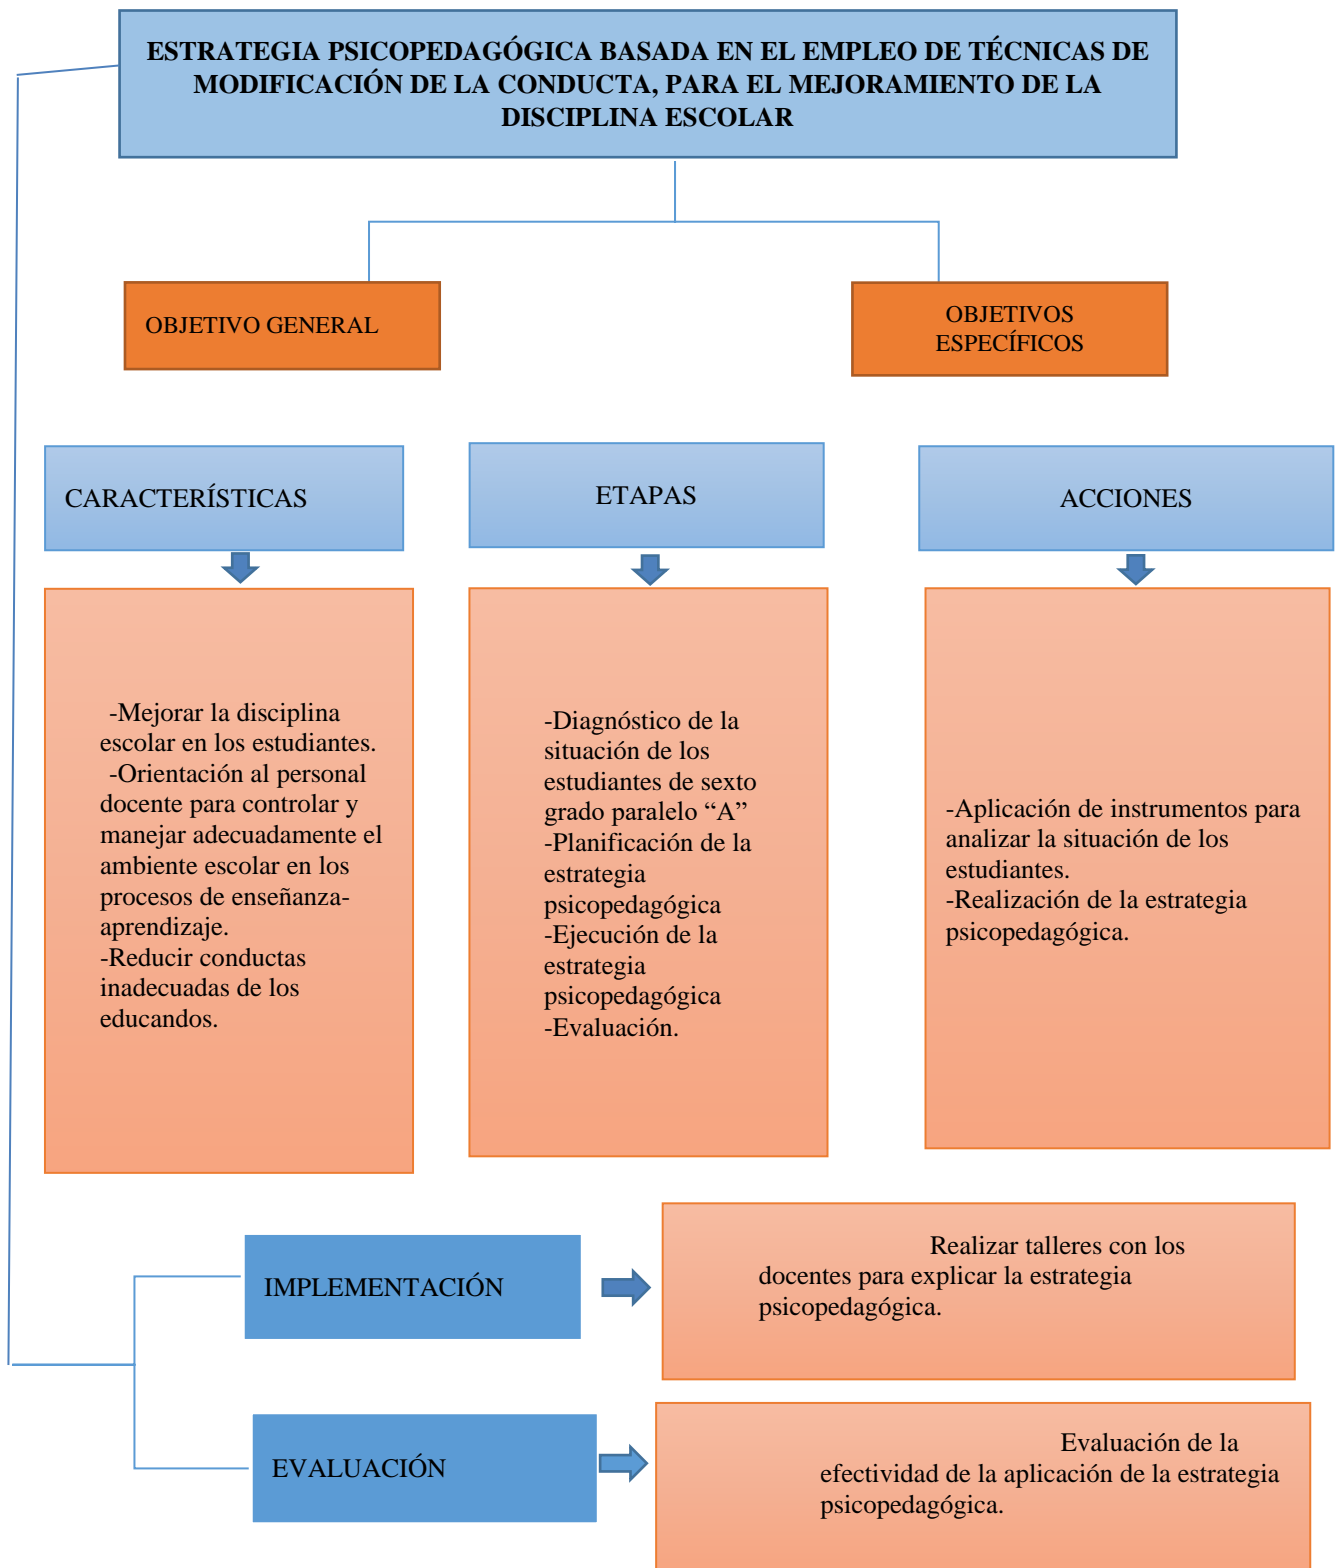 ESTRATEGIA PSICOPEDAGÓGICA BASADA EN EL EMPLEO DE TÉCNICAS DE
MODIFICACIÓN DE LA CONDUCTA, PARA EL MEJORAMIENTO DE LA
DISCIPLINA ESCOLAR
OBJETIVO GENERAL
OBJETIVOS
ESPECÍFICOS
CARACTERÍSTICAS
-Mejorar la disciplina
escolar en los estudiantes.
-Orientación al personal
docente para controlar y
manejar adecuadamente el
ambiente escolar en los
procesos de enseñanza-
aprendizaje.
-Reducir conductas
inadecuadas de los
educandos.
ETAPAS
-Diagnóstico de la
situación de los
estudiantes de sexto
grado paralelo “A”
-Planificación de la
estrategia
psicopedagógica
-Ejecución de la
estrategia
psicopedagógica
-Evaluación.
ACCIONES
-Aplicación de instrumentos para
analizar la situación de los
estudiantes.
-Realización de la estrategia
psicopedagógica.
IMPLEMENTACIÓN
Realizar talleres con los
docentes para explicar la estrategia
psicopedagógica.
EVALUACIÓN
Evaluación de la
efectividad de la aplicación de la estrategia
psicopedagógica.